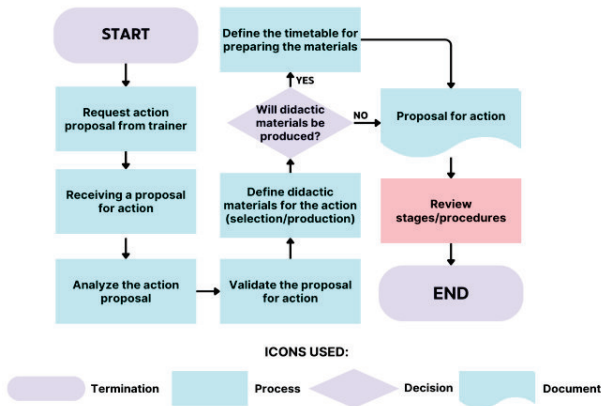 START
Request action
proposal from trainer
Receiving a proposal
for action
Analyze the action
proposal
Validate the proposal
for action
Define didactic
materials for the action
(selection/production)
Will didactic
materials be
produced?
YES
NO
Define the timetable for
preparing the materials
Proposal for action
Review
stages/procedures
END
ICONS USED:
Termination
Process
Decision
Document